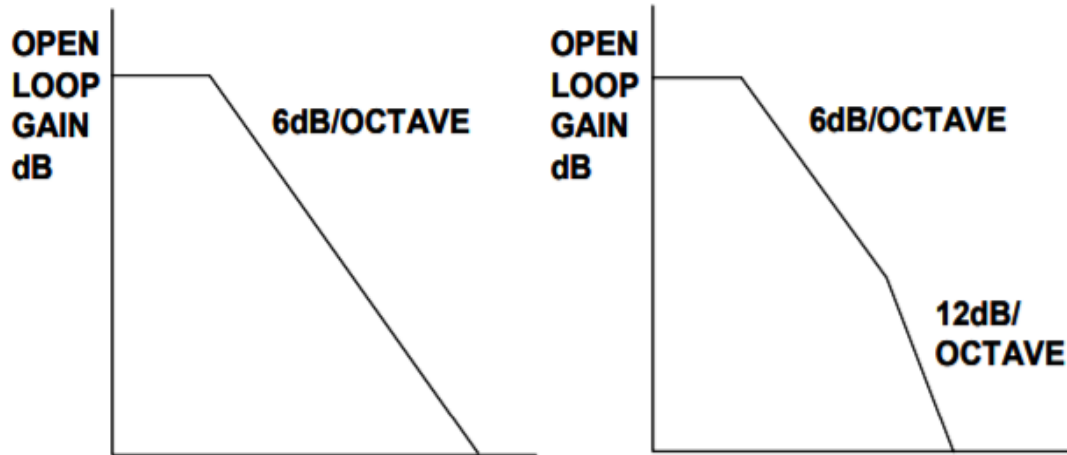 OPEN
LOOP
GAIN
dB
6dB/OCTAVE
OPEN
LOOP
GAIN
dB
6dB/OCTAVE
12dB/
OCTAVE